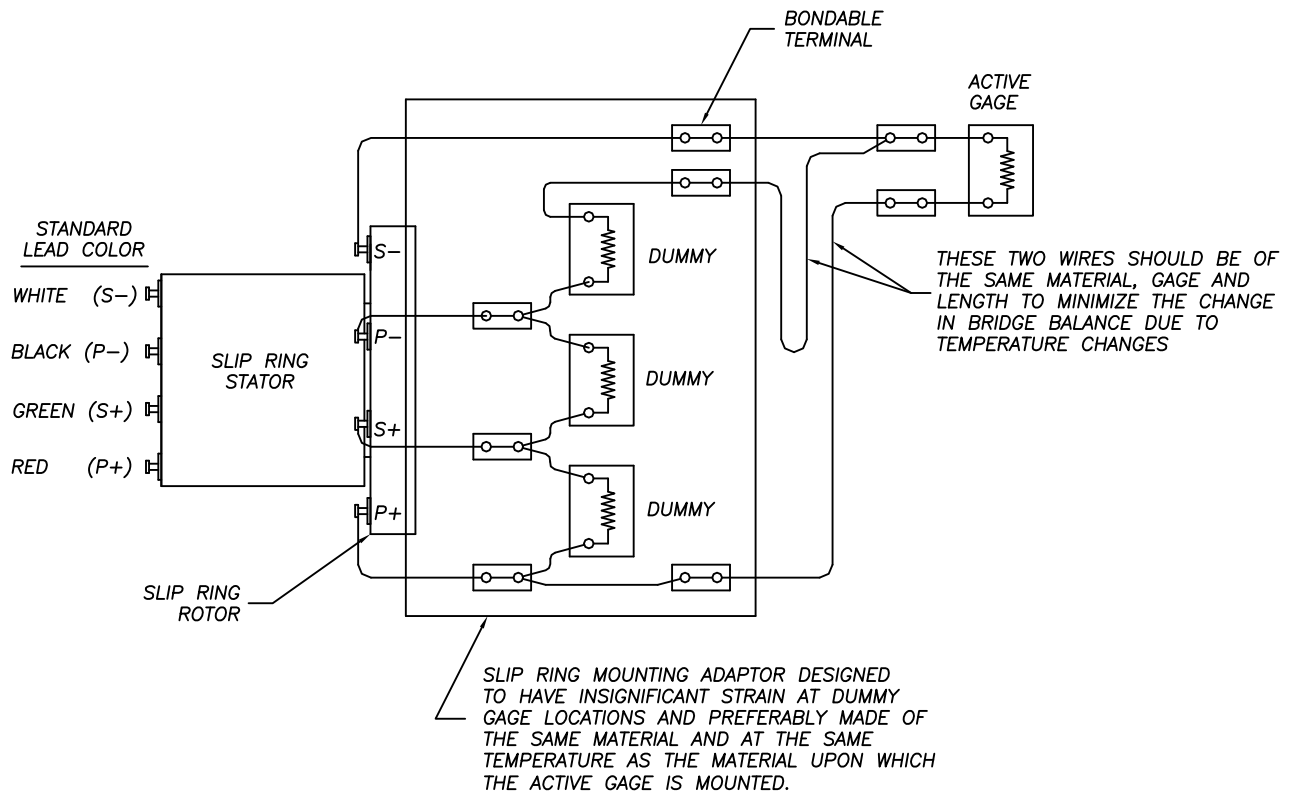 BONDABLE
TERMINAL
ACTIVE
GAGE
STANDARD
LEAD COLOR
WHITE (S−)
BLACK (P−)
GREEN (S+)
RED (P+)
SLIP RING
STATOR
S−
P−
S+
P+
DUMMY
DUMMY
DUMMY
THESE TWO WIRES SHOULD BE OF
THE SAME MATERIAL, GAGE AND
LENGTH TO MINIMIZE THE CHANGE
IN BRIDGE BALANCE DUE TO
TEMPERATURE CHANGES
SLIP RING
ROTOR
SLIP RING MOUNTING ADAPTOR DESIGNED
TO HAVE INSIGNIFICANT STRAIN AT DUMMY
GAGE LOCATIONS AND PREFERABLY MADE OF
THE SAME MATERIAL AND AT THE SAME
TEMPERATURE AS THE MATERIAL UPON WHICH
THE ACTIVE GAGE IS MOUNTED.